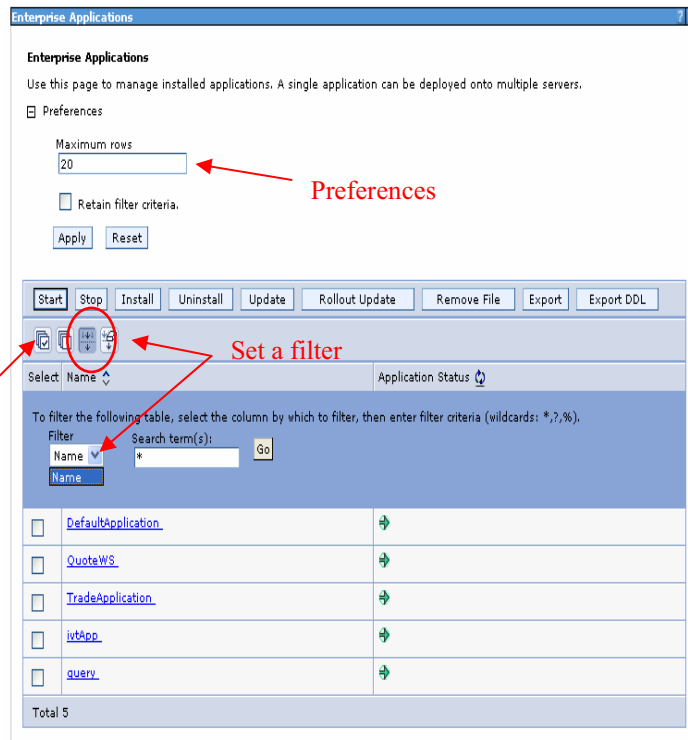 Enterprise Applications ?
Enterprise Applications
Use this page to manage installed applications. A single application can be deployed onto multiple servers.
Preferences
Maximum rows
20
Preferences
Retain filter criteria.
Apply Reset
Start Stop Install Uninstall Update Rollout Update Remove File Export Export DDL
Set a filter
Select Name Application Status
To filter the following table, select the column by which to filter, then enter filter criteria (wildcards: *,?,%).
Filter Search term(s):
Name * Go
Name
DefaultApplication
QuoteWS
TradeApplication
ivtApp
query
Total 5